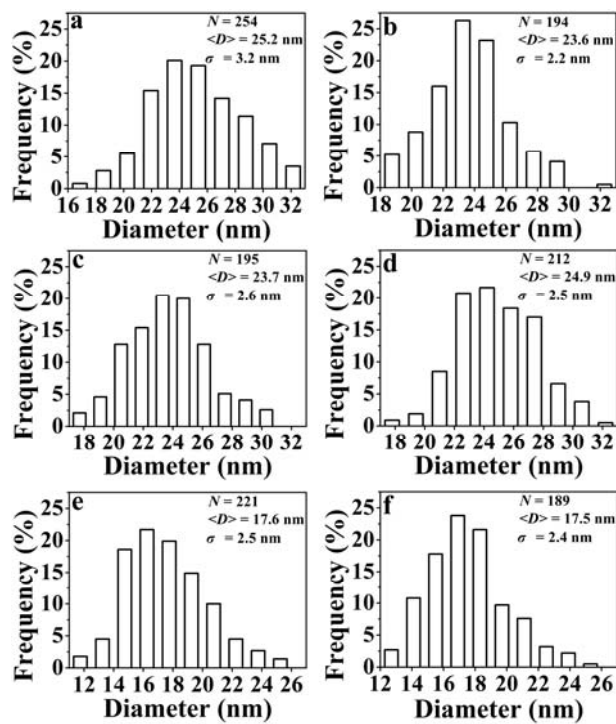 a
N = 254
<D> = 25.2 nm
σ = 3.2 nm
Frequency (%)
25
20
15
10
5
0
16 18 20 22 24 26 28 30 32
Diameter (nm)
b
N = 194
<D> = 23.6 nm
σ = 2.2 nm
Frequency (%)
25
20
15
10
5
0
18 20 22 24 26 28 30 32
Diameter (nm)
c
N = 195
<D> = 23.7 nm
σ = 2.6 nm
Frequency (%)
25
20
15
10
5
0
18 20 22 24 26 28 30 32
Diameter (nm)
d
N = 212
<D> = 24.9 nm
σ = 2.5 nm
Frequency (%)
25
20
15
10
5
0
18 20 22 24 26 28 30 32
Diameter (nm)
e
N = 221
<D> = 17.6 nm
σ = 2.5 nm
Frequency (%)
25
20
15
10
5
0
12 14 16 18 20 22 24 26
Diameter (nm)
f
N = 189
<D> = 17.5 nm
σ = 2.4 nm
Frequency (%)
25
20
15
10
5
0
12 14 16 18 20 22 24 26
Diameter (nm)